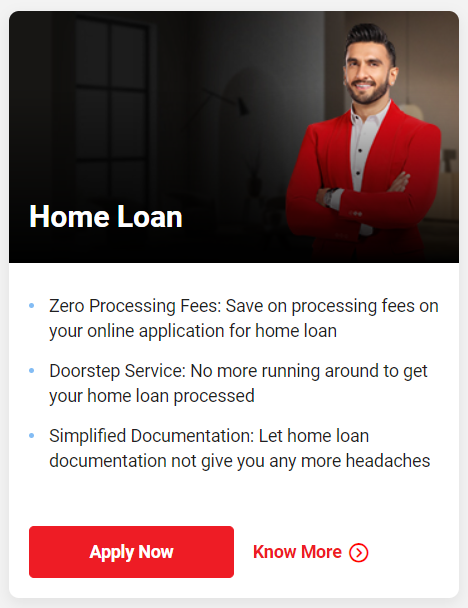 Home Loan
Zero Processing Fees: Save on processing fees on
your online application for home loan
Doorstep Service: No more running around to get
your home loan processed
Simplified Documentation: Let home loan
documentation not give you any more headaches
Apply Now
Know More